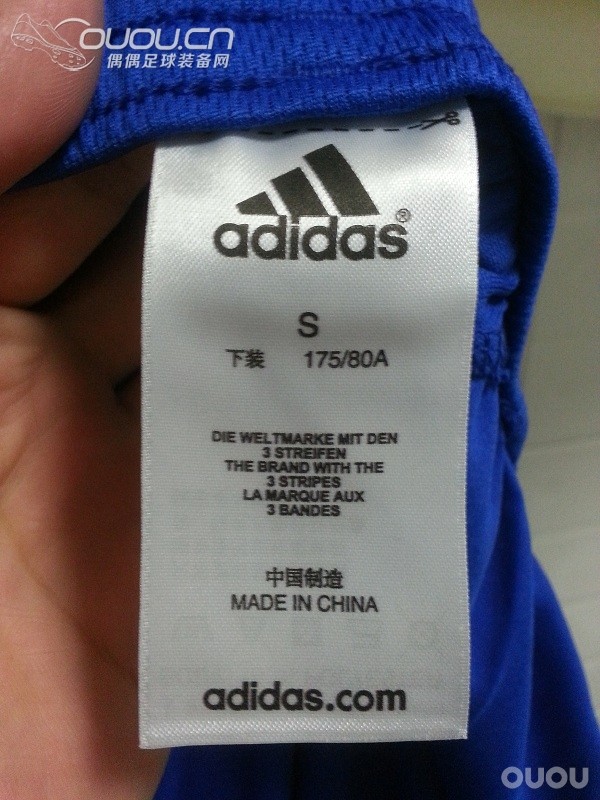 OUOU.CN
偶偶足球装备网
adidas®
S
下装 175/80A
DIE WELTMARKE MIT DEN
3 STREIFEN
THE BRAND WITH THE
3 STRIPES
LA MARQUE AUX
3 BANDES
中国制造
MADE IN CHINA
adidas.com
OUOU